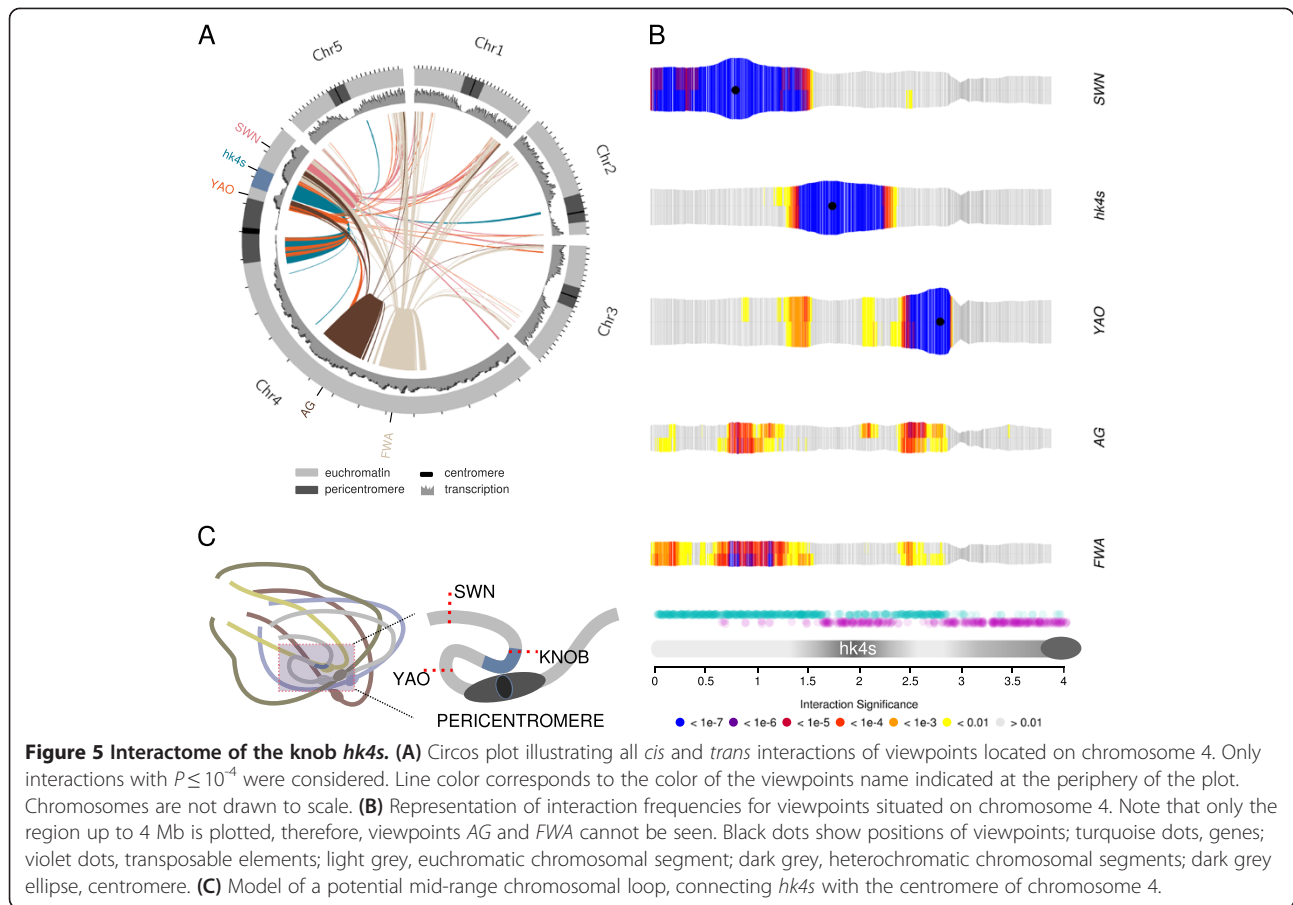 A
Chr5
Chr1
SWN
hk4s
YAO
Chr2
Chr3
Chr4
AG
FWA
euchromatin
centromere
pericentromere
transcription
B
SWN
hk4s
YAO
AG
FWA
hk4s
0 0.5 1 1.5 2 2.5 3 3.5 4
Interaction Significance
< 1e-7 < 1e-6 < 1e-5 < 1e-4 < 1e-3 < 0.01 > 0.01
C
SWN
KNOB
YAO
PERICENTROMERE
Figure 5 Interactome of the knob hk4s. (A) Circos plot illustrating all cis and trans interactions of viewpoints located on chromosome 4. Only
interactions with P ≤ 10⁻⁴ were considered. Line color corresponds to the color of the viewpoints name indicated at the periphery of the plot.
Chromosomes are not drawn to scale. (B) Representation of interaction frequencies for viewpoints situated on chromosome 4. Note that only the
region up to 4 Mb is plotted, therefore, viewpoints AG and FWA cannot be seen. Black dots show positions of viewpoints; turquoise dots, genes;
violet dots, transposable elements; light grey, euchromatic chromosomal segment; dark grey, heterochromatic chromosomal segments; dark grey
ellipse, centromere. (C) Model of a potential mid-range chromosomal loop, connecting hk4s with the centromere of chromosome 4.